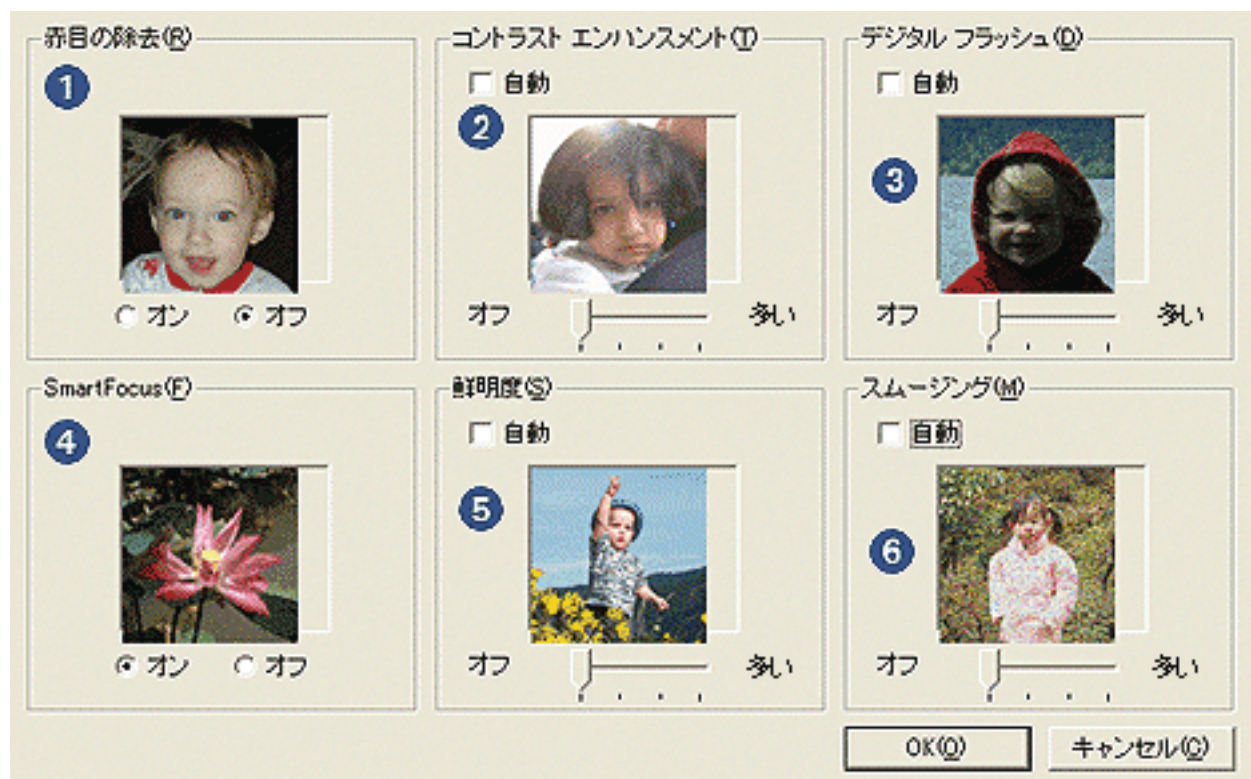 赤目の除去(R)
コントラスト エンハンスメント(T)
デジタル フラッシュ(D)
1
自動
2
自動
3
オン オフ
オフ 多い
オフ 多い
SmartFocus(F)
鮮明度(S)
スムージング(M)
4
自動
5
自動
6
オン オフ
オフ 多い
オフ 多い
OK(O)
キャンセル(C)